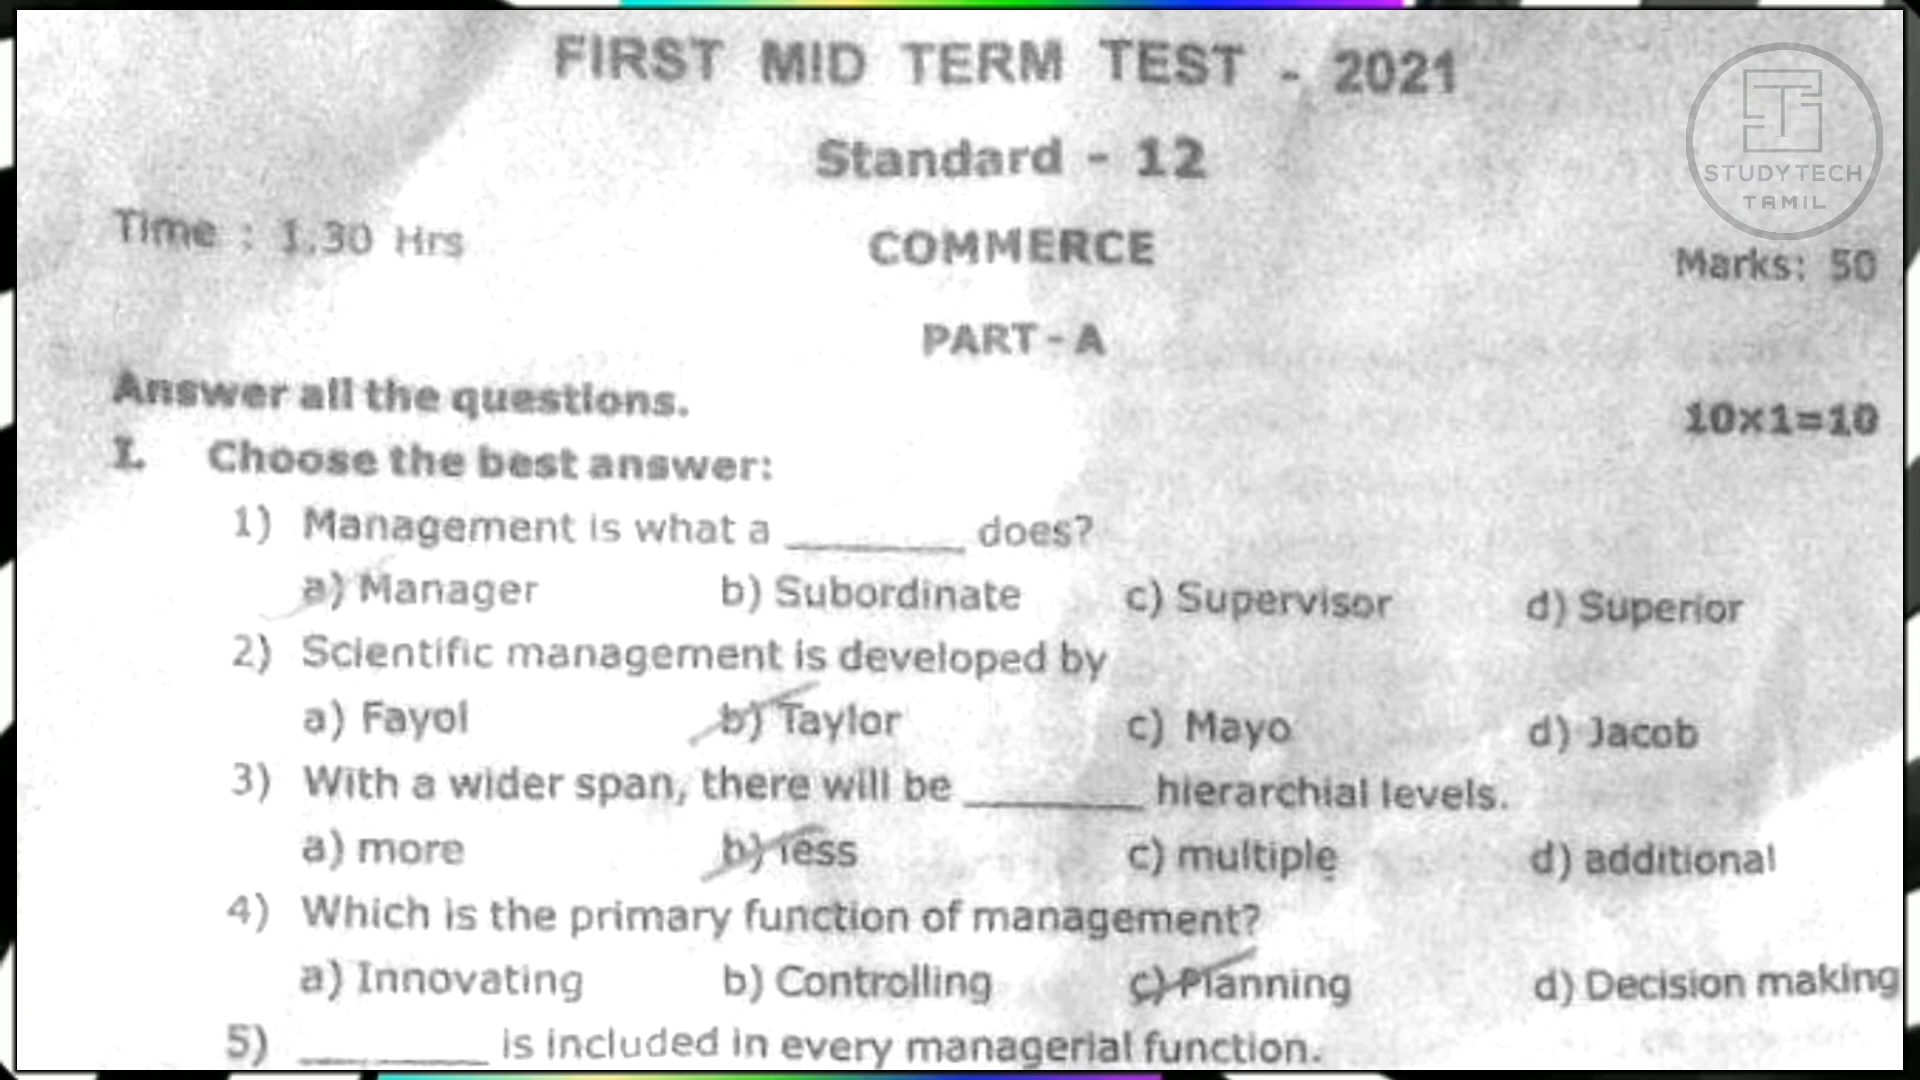 FIRST MID TERM TEST - 2021
STUDYTECH
TAMIL
Standard - 12
Time : 1.30 Hrs COMMERCE Marks: 50
PART - A
Answer all the questions. 10x1=10
I. Choose the best answer:
1) Management is what a ________ does?
a) Manager b) Subordinate c) Supervisor d) Superior
2) Scientific management is developed by
a) Fayol b) Taylor c) Mayo d) Jacob
3) With a wider span, there will be ________ hierarchial levels.
a) more b) less c) multiple d) additional
4) Which is the primary function of management?
a) Innovating b) Controlling c) Planning d) Decision making
5) ________ is included in every managerial function.